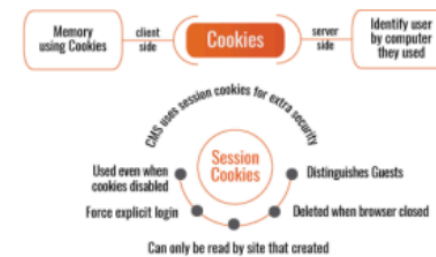 Memory
using Cookies
client
side
Cookies
server
side
Identify user
by computer
they used
CMS uses session cookies for extra security
Session
Cookies
Used even when
cookies disabled
Distinguishes Guests
Force explicit login
Deleted when browser closed
Can only be read by site that created